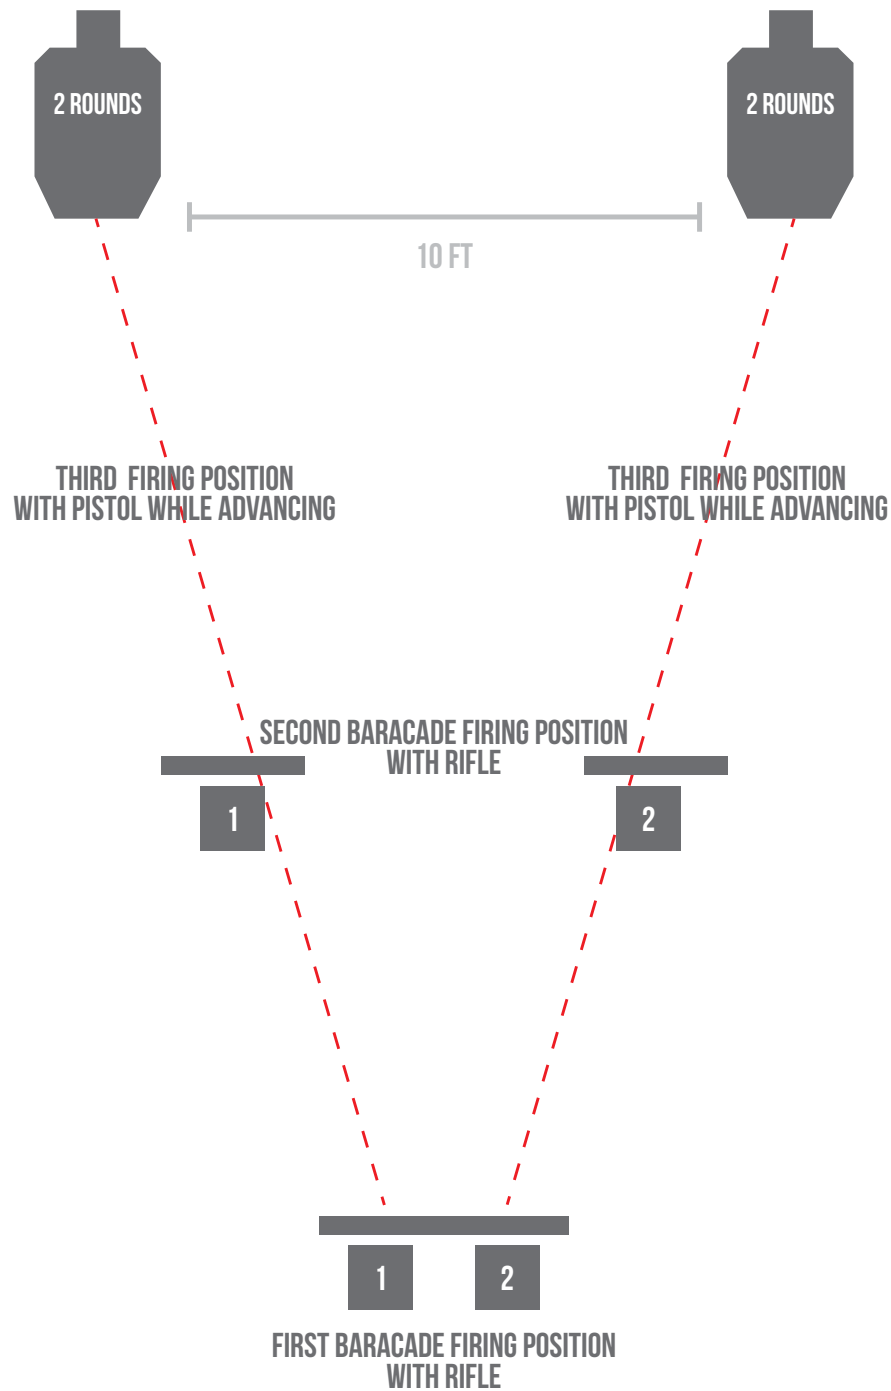 2 ROUNDS
2 ROUNDS
10 FT
THIRD FIRING POSITION
WITH PISTOL WHILE ADVANCING
THIRD FIRING POSITION
WITH PISTOL WHILE ADVANCING
SECOND BARACADE FIRING POSITION
WITH RIFLE
1
2
1
2
FIRST BARACADE FIRING POSITION
WITH RIFLE